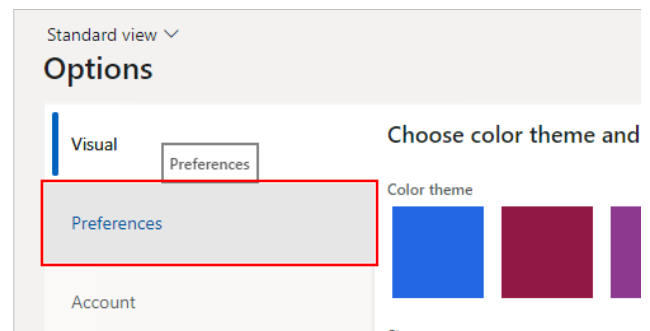 Standard view
Options
Visual
Preferences
Preferences
Account
Choose color theme and
Color theme